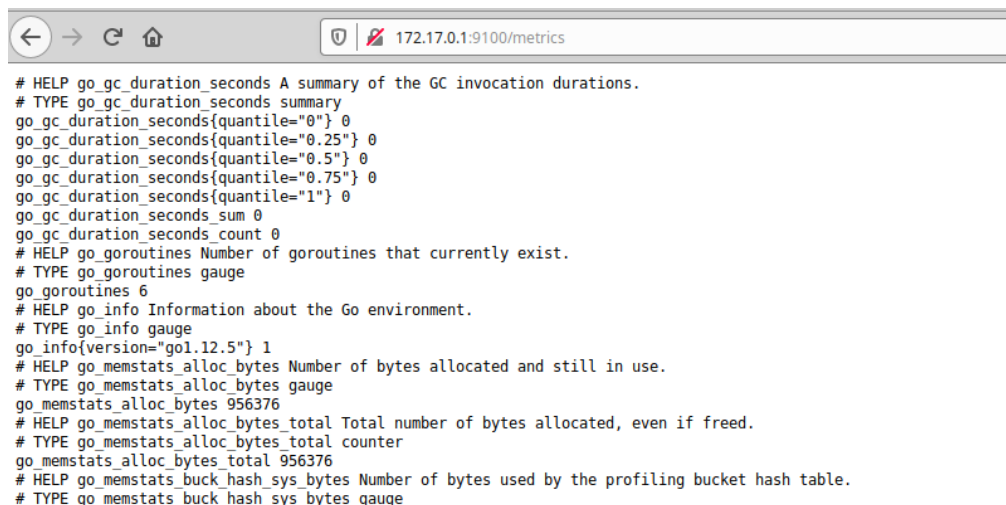 172.17.0.1:9100/metrics
# HELP go_gc_duration_seconds A summary of the GC invocation durations.
# TYPE go_gc_duration_seconds summary
go_gc_duration_seconds{quantile="0"} 0
go_gc_duration_seconds{quantile="0.25"} 0
go_gc_duration_seconds{quantile="0.5"} 0
go_gc_duration_seconds{quantile="0.75"} 0
go_gc_duration_seconds{quantile="1"} 0
go_gc_duration_seconds_sum 0
go_gc_duration_seconds_count 0
# HELP go_goroutines Number of goroutines that currently exist.
# TYPE go_goroutines gauge
go_goroutines 6
# HELP go_info Information about the Go environment.
# TYPE go_info gauge
go_info{version="go1.12.5"} 1
# HELP go_memstats_alloc_bytes Number of bytes allocated and still in use.
# TYPE go_memstats_alloc_bytes gauge
go_memstats_alloc_bytes 956376
# HELP go_memstats_alloc_bytes_total Total number of bytes allocated, even if freed.
# TYPE go_memstats_alloc_bytes_total counter
go_memstats_alloc_bytes_total 956376
# HELP go_memstats_buck_hash_sys_bytes Number of bytes used by the profiling bucket hash table.
# TYPE go_memstats_buck_hash_sys_bytes gauge